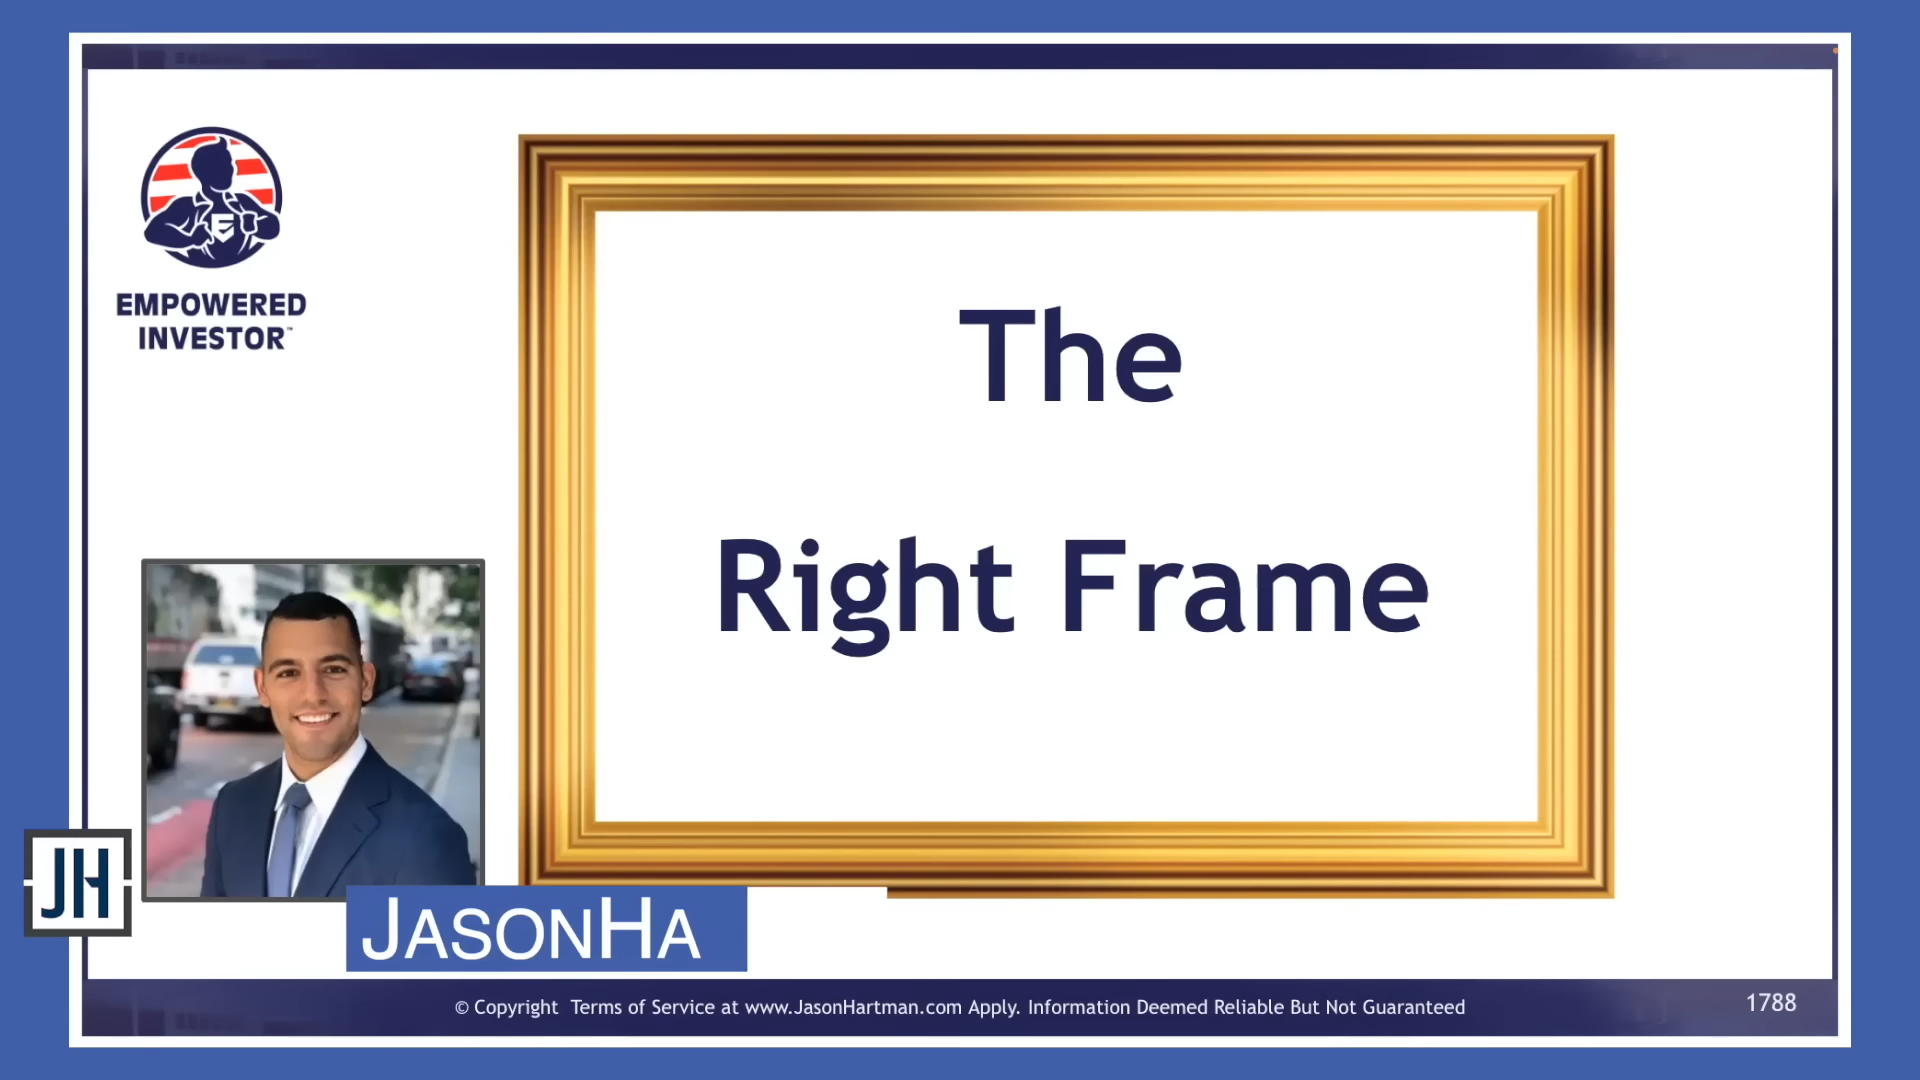 EMPOWERED
INVESTOR™
The
Right Frame
JH
JASONHA
© Copyright Terms of Service at www.JasonHartman.com Apply. Information Deemed Reliable But Not Guaranteed
1788